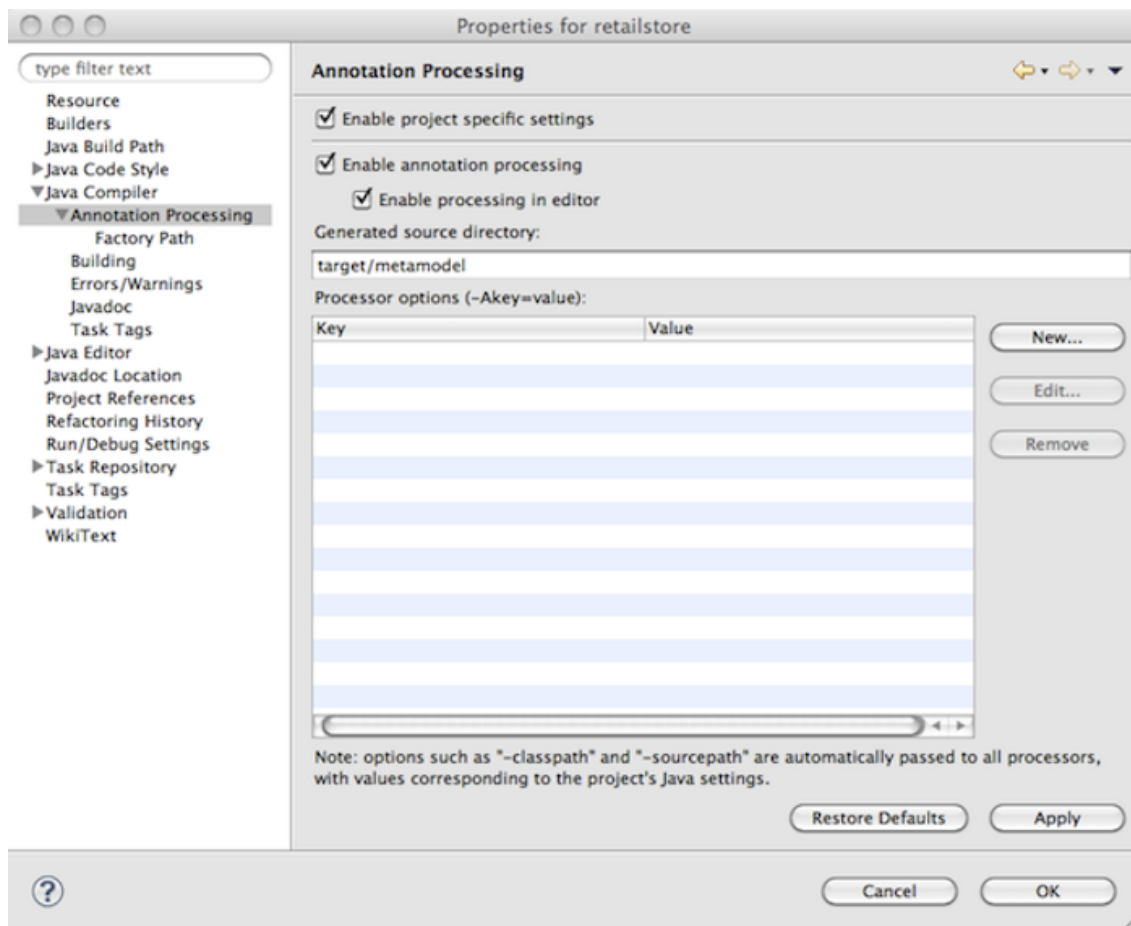 Properties for retailstore
type filter text
Resource
Builders
Java Build Path
Java Code Style
Java Compiler
Annotation Processing
Factory Path
Building
Errors/Warnings
Javadoc
Task Tags
Java Editor
Javadoc Location
Project References
Refactoring History
Run/Debug Settings
Task Repository
Task Tags
Validation
WikiText
Annotation Processing
Enable project specific settings
Enable annotation processing
Enable processing in editor
Generated source directory:
target/metamodel
Processor options (-Akey=value):
Key Value
New...
Edit...
Remove
Note: options such as "-classpath" and "-sourcepath" are automatically passed to all processors,
with values corresponding to the project's Java settings.
Restore Defaults Apply
? Cancel OK